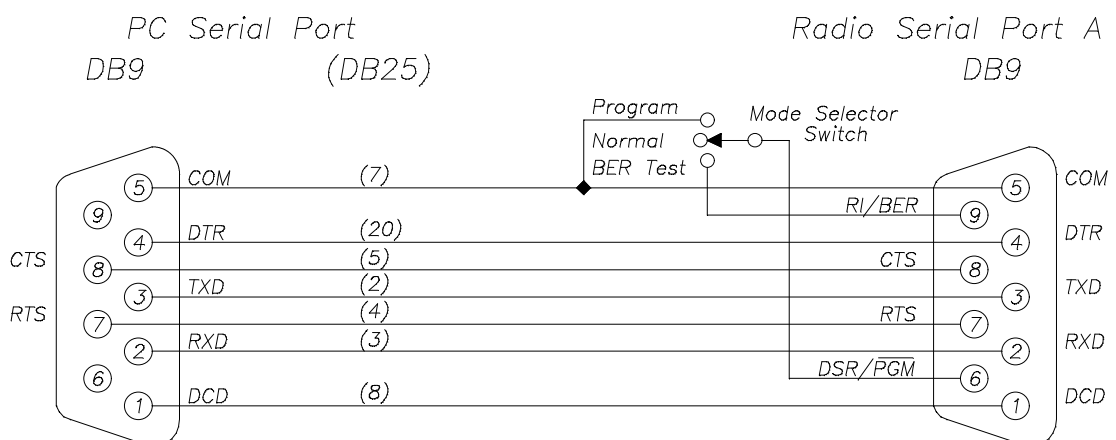 PC Serial Port
Radio Serial Port A
DB9 (DB25)
DB9
Program
Mode Selector
Switch
Normal
BER Test
5 COM (7) 5 COM
9 RI/BER 9
4 DTR (20) 4 DTR
CTS 8 (5) CTS 8
3 TXD (2) 3 TXD
RTS 7 (4) RTS 7
2 RXD (3) 2 RXD
6 DSR/PGM 6
1 DCD (8) 1 DCD